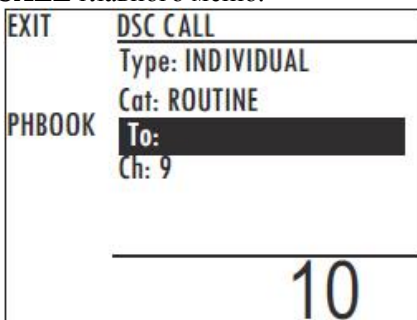 EXIT
DSC CALL
Type: INDIVIDUAL
Cat: ROUTINE
PHBOOK
To:
Ch: 9
10